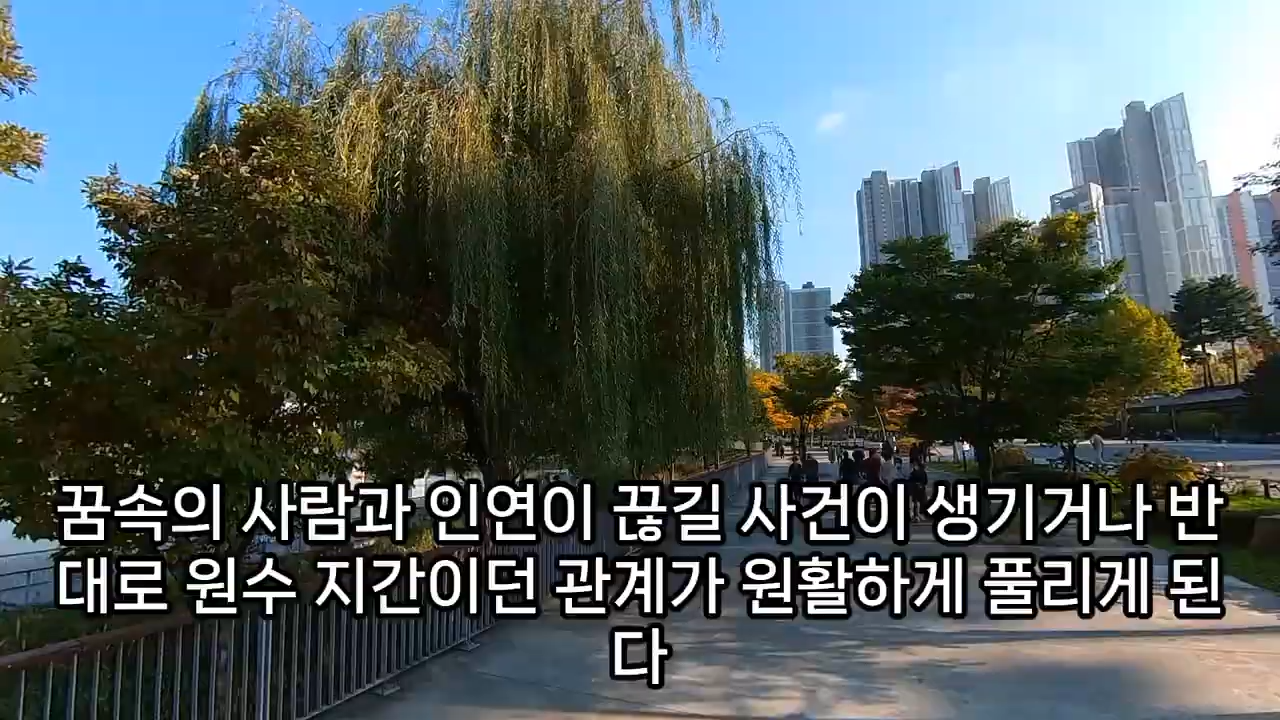 꿈속의 사람과 인연이 끊길 사건이 생기거나 반
대로 원수 지간이던 관계가 원활하게 풀리게 된
다